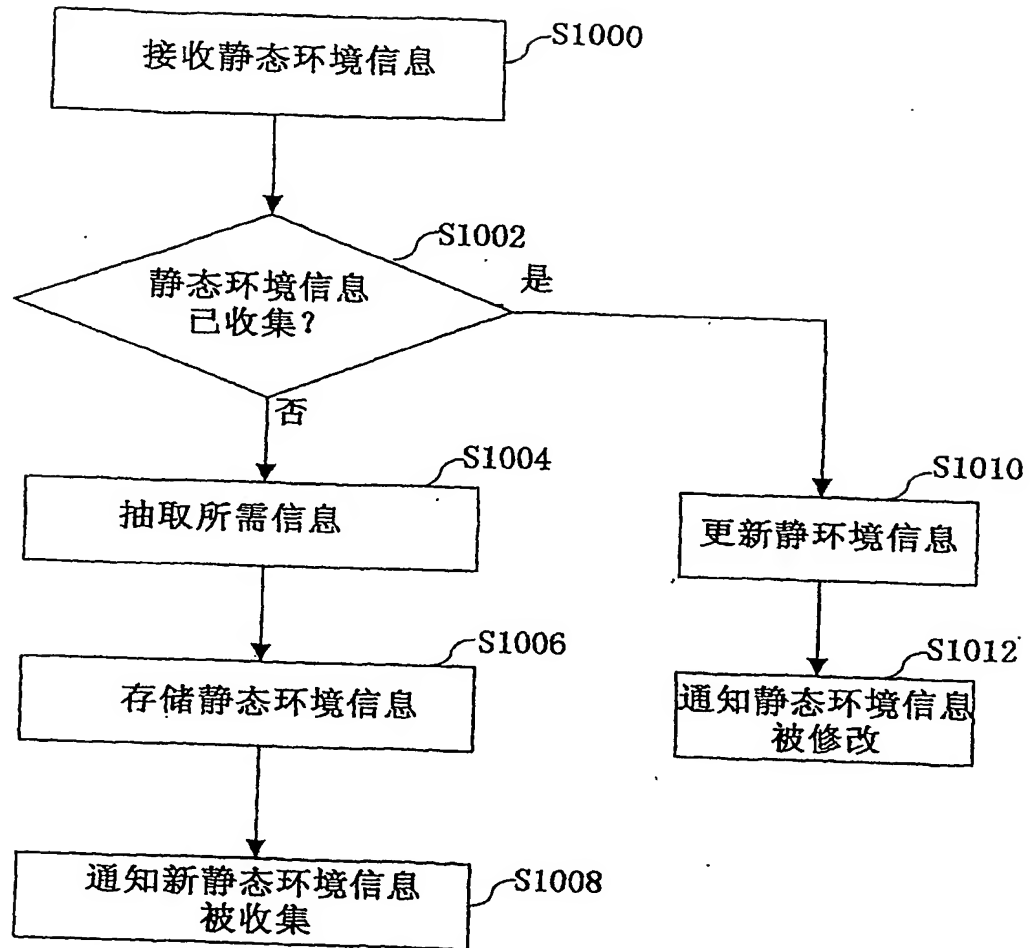 接收静态环境信息
S1000
S1002
静态环境信息
已收集？
是
否
S1004
抽取所需信息
S1010
更新静环境信息
S1006
存储静态环境信息
S1012
通知静态环境信息
被修改
通知新静态环境信息
被收集
S1008